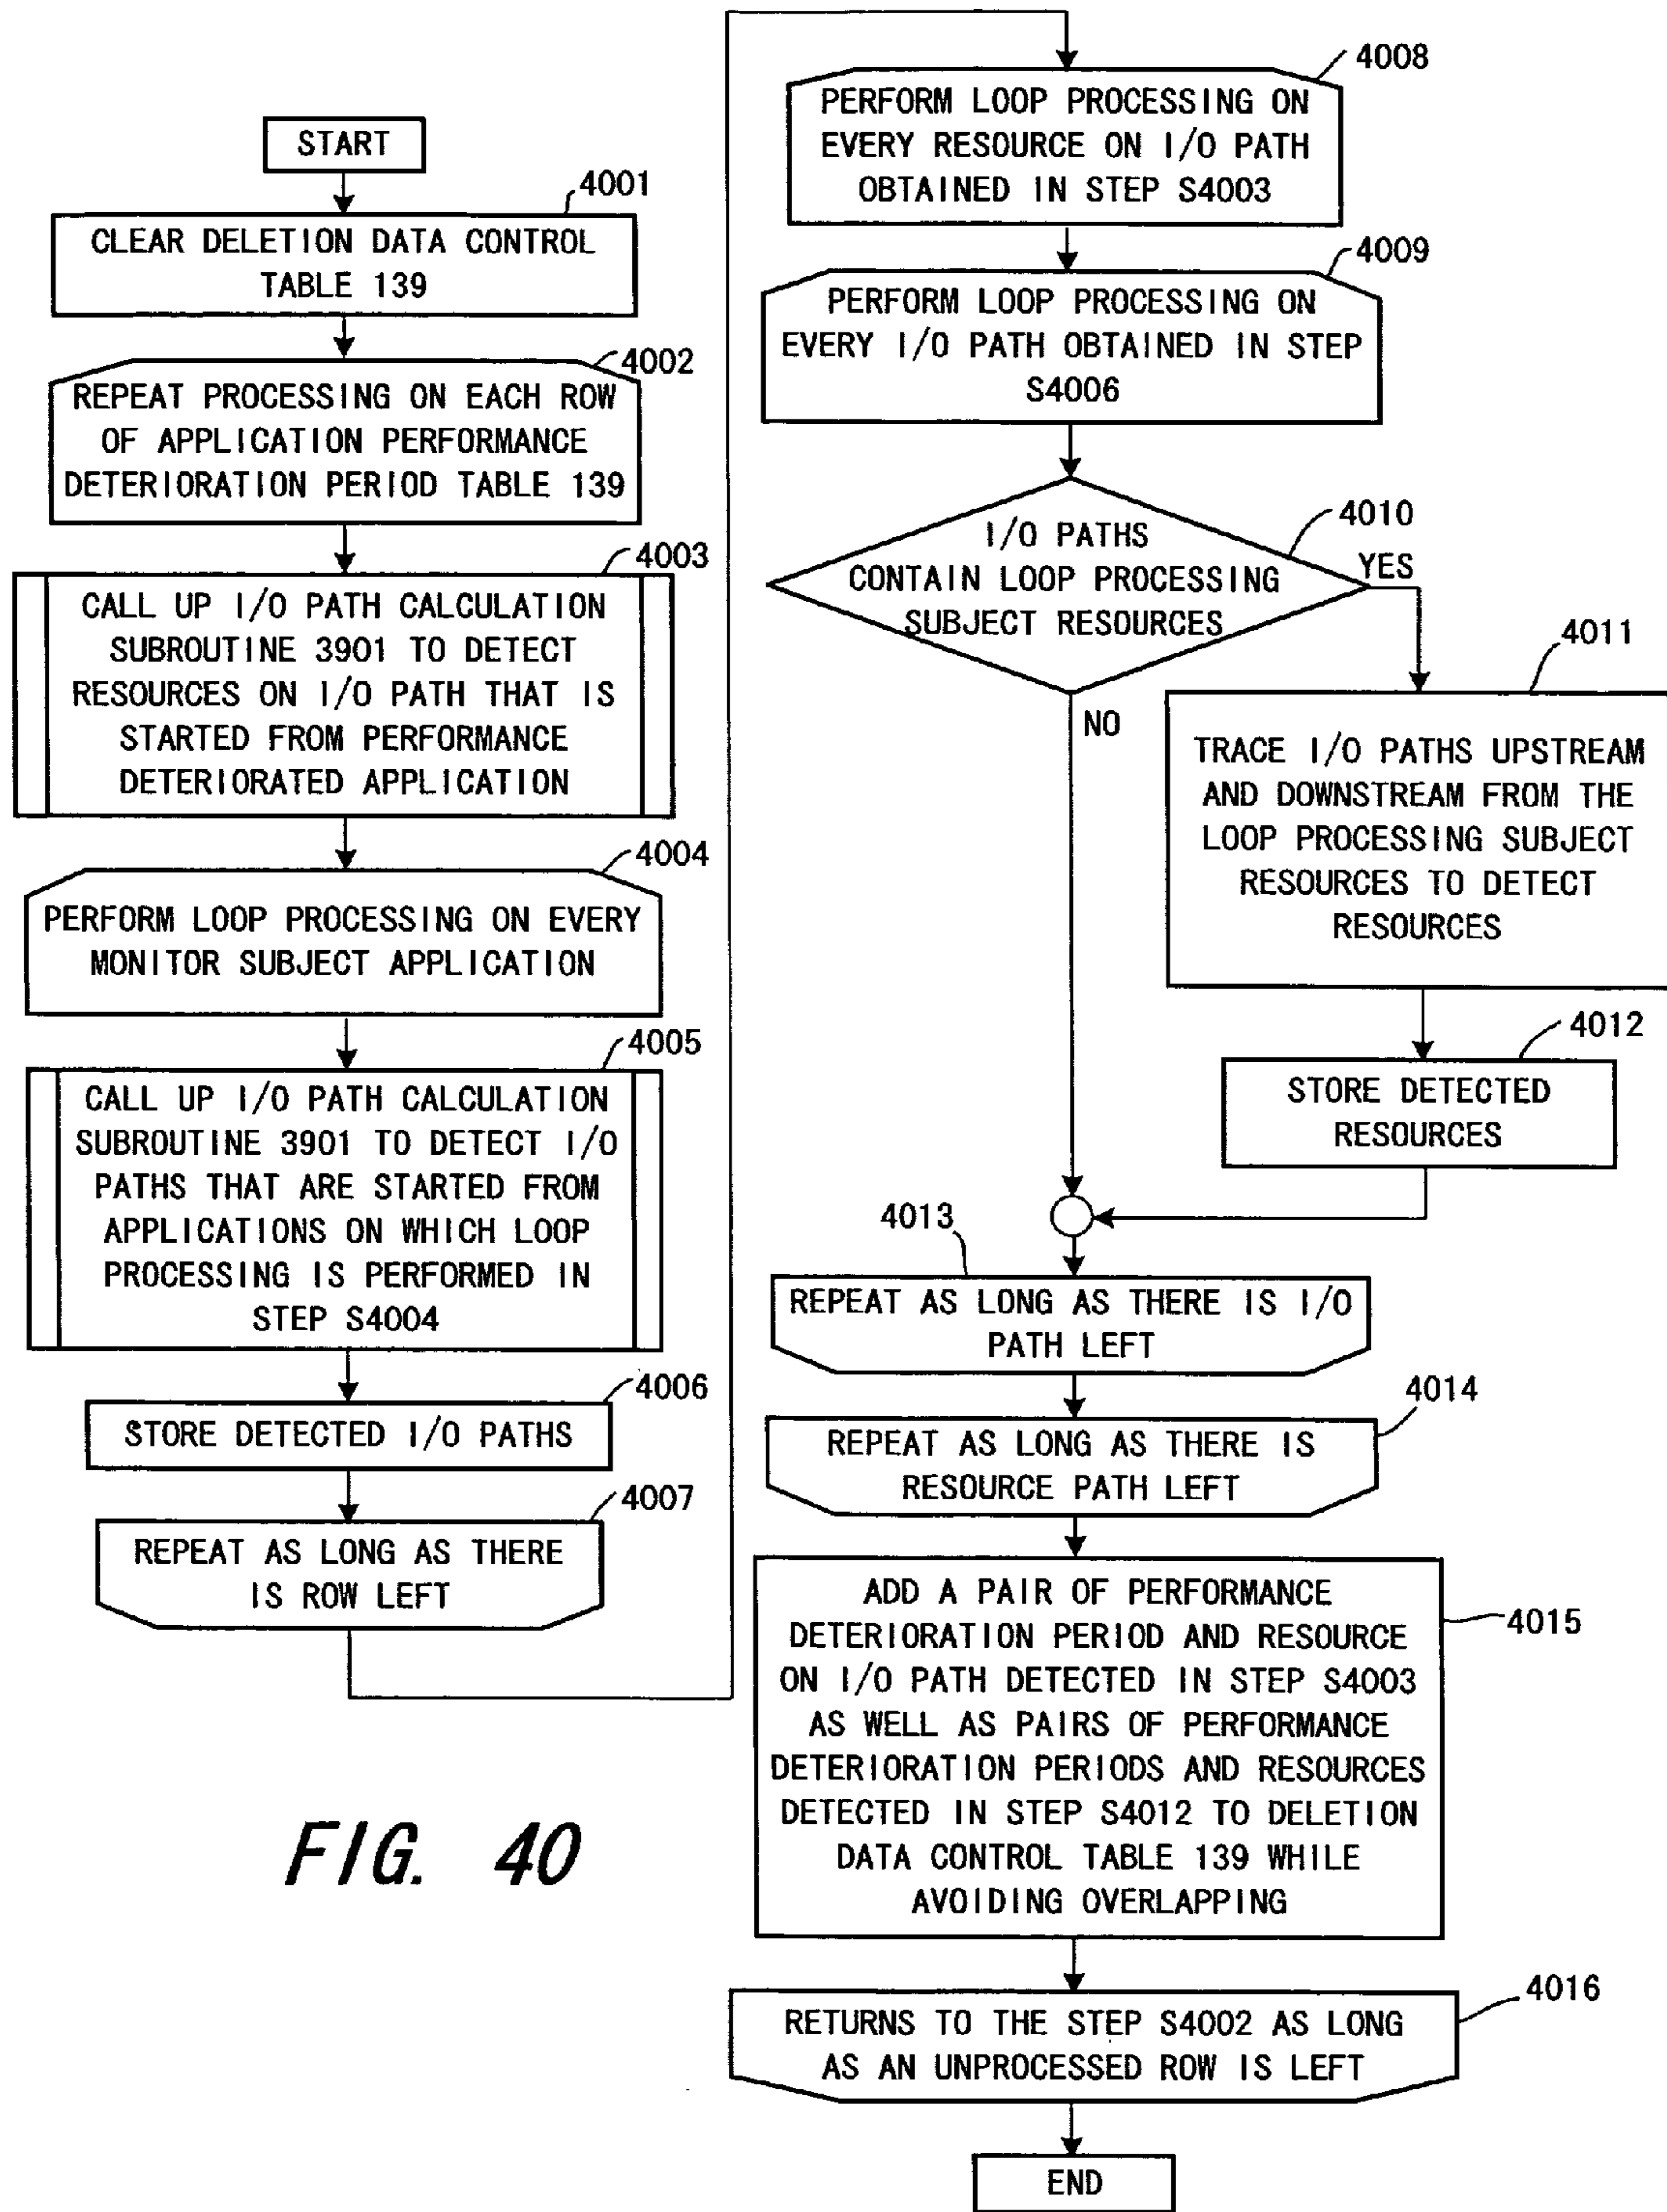 START
4001
CLEAR DELETION DATA CONTROL
TABLE 139
4002
REPEAT PROCESSING ON EACH ROW
OF APPLICATION PERFORMANCE
DETERIORATION PERIOD TABLE 139
4003
CALL UP I/O PATH CALCULATION
SUBROUTINE 3901 TO DETECT
RESOURCES ON I/O PATH THAT IS
STARTED FROM PERFORMANCE
DETERIORATED APPLICATION
4004
PERFORM LOOP PROCESSING ON EVERY
MONITOR SUBJECT APPLICATION
4005
CALL UP I/O PATH CALCULATION
SUBROUTINE 3901 TO DETECT I/O
PATHS THAT ARE STARTED FROM
APPLICATIONS ON WHICH LOOP
PROCESSING IS PERFORMED IN
STEP S4004
4006
STORE DETECTED I/O PATHS
4007
REPEAT AS LONG AS THERE
IS ROW LEFT
4008
PERFORM LOOP PROCESSING ON
EVERY RESOURCE ON I/O PATH
OBTAINED IN STEP S4003
4009
PERFORM LOOP PROCESSING ON
EVERY I/O PATH OBTAINED IN STEP
S4006
4010
I/O PATHS
CONTAIN LOOP PROCESSING
SUBJECT RESOURCES
YES
NO
4011
TRACE I/O PATHS UPSTREAM
AND DOWNSTREAM FROM THE
LOOP PROCESSING SUBJECT
RESOURCES TO DETECT
RESOURCES
4012
STORE DETECTED
RESOURCES
4013
REPEAT AS LONG AS THERE IS I/O
PATH LEFT
4014
REPEAT AS LONG AS THERE IS
RESOURCE PATH LEFT
4015
ADD A PAIR OF PERFORMANCE
DETERIORATION PERIOD AND RESOURCE
ON I/O PATH DETECTED IN STEP S4003
AS WELL AS PAIRS OF PERFORMANCE
DETERIORATION PERIODS AND RESOURCES
DETECTED IN STEP S4012 TO DELETION
DATA CONTROL TABLE 139 WHILE
AVOIDING OVERLAPPING
4016
RETURNS TO THE STEP S4002 AS LONG
AS AN UNPROCESSED ROW IS LEFT
END
FIG. 40